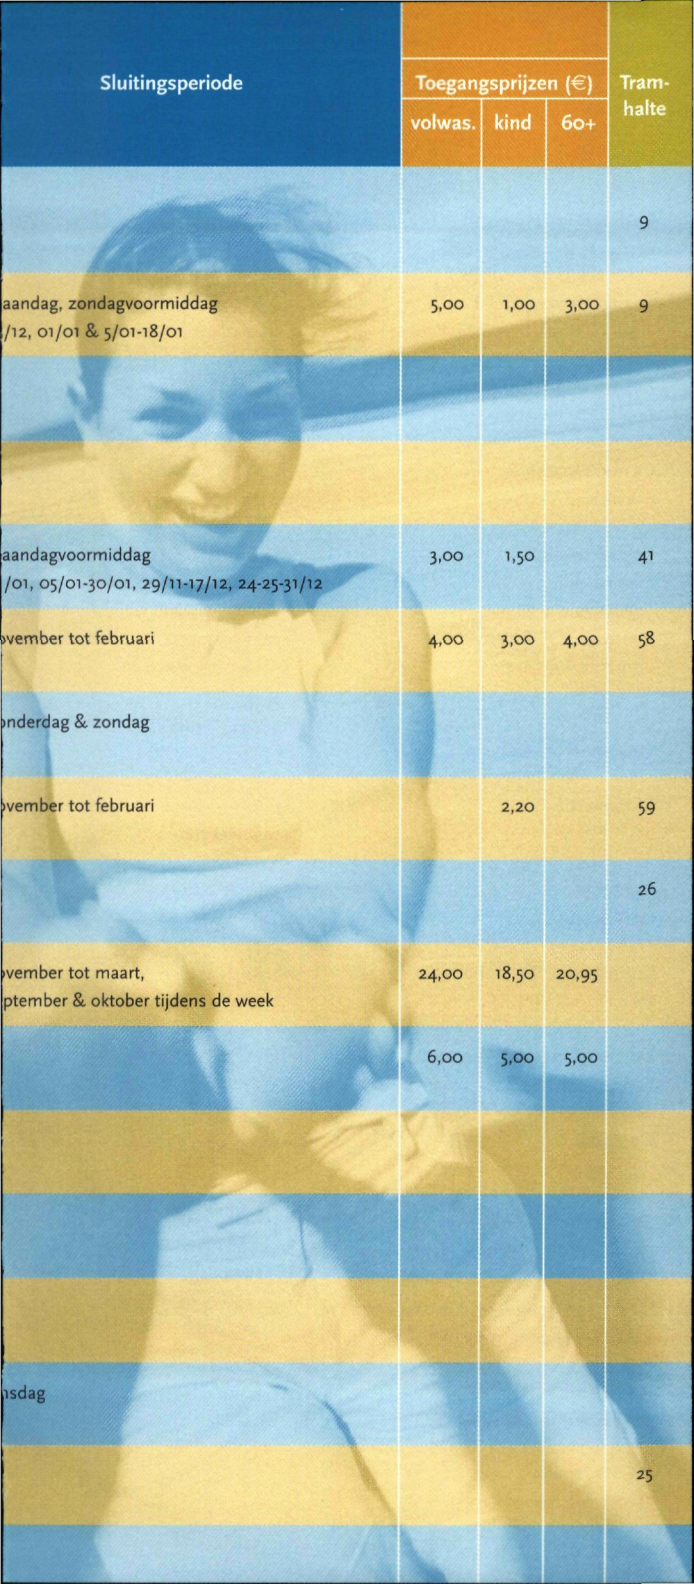 Sluitingsperiode
Toegangsprijzen (€)
Tram-
halte
volwas. kind 60+
9
aandag, zondagvoormiddag 5,00 1,00 3,00 9
/12, 01/01 & 5/01-18/01
aandagvoormiddag 3,00 1,50 41
/01, 05/01-30/01, 29/11-17/12, 24-25-31/12
ovember tot februari 4,00 3,00 4,00 58
onderdag & zondag
ovember tot februari 2,20 59
26
ovember tot maart, 24,00 18,50 20,95
ptember & oktober tijdens de week
6,00 5,00 5,00
nsdag
25